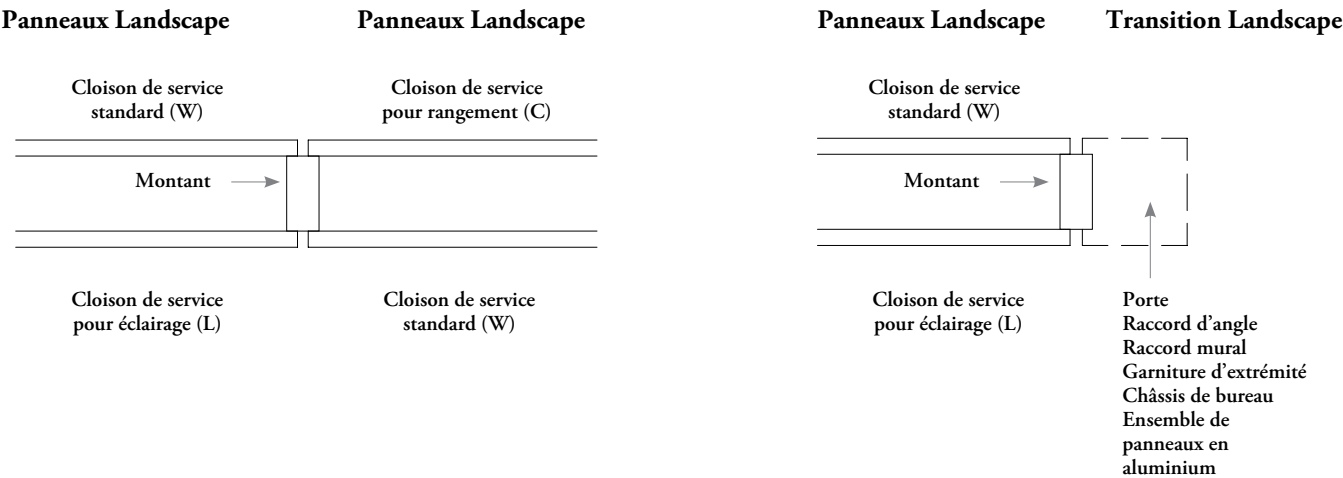 Panneaux Landscape
Panneaux Landscape
Cloison de service
standard (W)
Cloison de service
pour rangement (C)
Montant
Cloison de service
pour éclairage (L)
Cloison de service
standard (W)
Panneaux Landscape
Transition Landscape
Cloison de service
standard (W)
Montant
Cloison de service
pour éclairage (L)
Porte
Raccord d'angle
Raccord mural
Garniture d'extrémité
Châssis de bureau
Ensemble de
panneaux en
aluminium